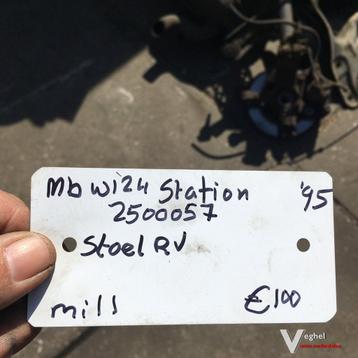 Mb W124 Station '95
2500057
Stoel RV
mill €100
Veghel